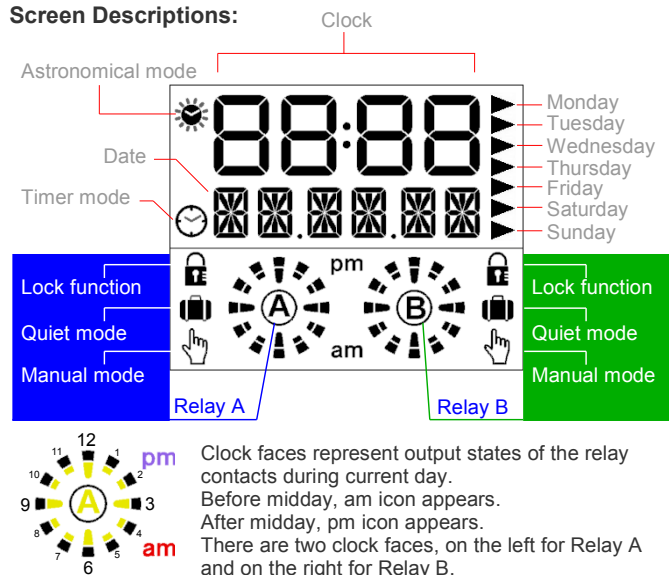 Screen Descriptions:
Clock
Astronomical mode
88:88
Monday
Tuesday
Wednesday
Thursday
Friday
Saturday
Sunday
Date
Timer mode
Lock function
Quiet mode
Manual mode
pm
am
A
B
Lock function
Quiet mode
Manual mode
Relay A
Relay B
12
11
1
pm
10
2
9
A
3
8
4
am
7
5
6
Clock faces represent output states of the relay
contacts during current day.
Before midday, am icon appears.
After midday, pm icon appears.
There are two clock faces, on the left for Relay A
and on the right for Relay B.